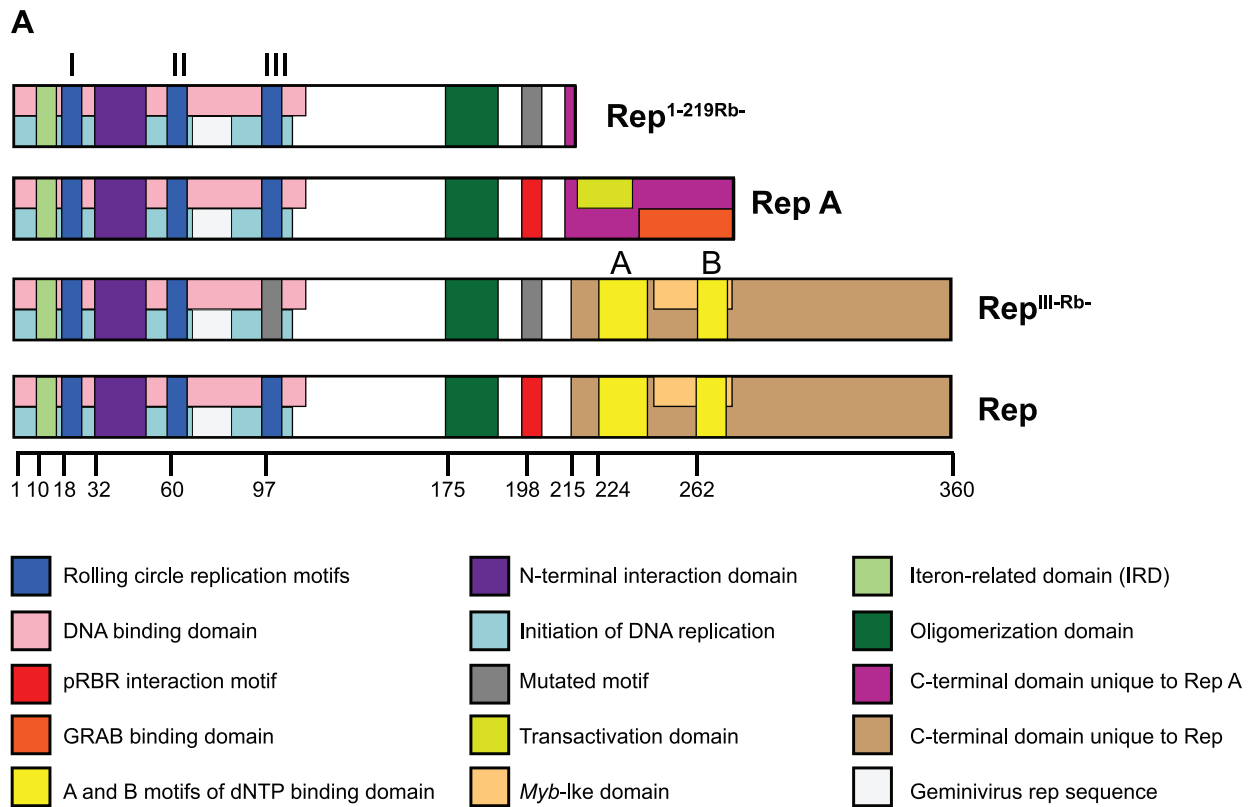 A
I II III
Rep1-219Rb-
Rep A
A B
RepIII-Rb-
Rep
1 10 18 32 60 97 175 198 215 224 262 360
Rolling circle replication motifs
N-terminal interaction domain
Iteron-related domain (IRD)
DNA binding domain
Initiation of DNA replication
Oligomerization domain
pRBR interaction motif
Mutated motif
C-terminal domain unique to Rep A
GRAB binding domain
Transactivation domain
C-terminal domain unique to Rep
A and B motifs of dNTP binding domain
Myb-lke domain
Geminivirus rep sequence